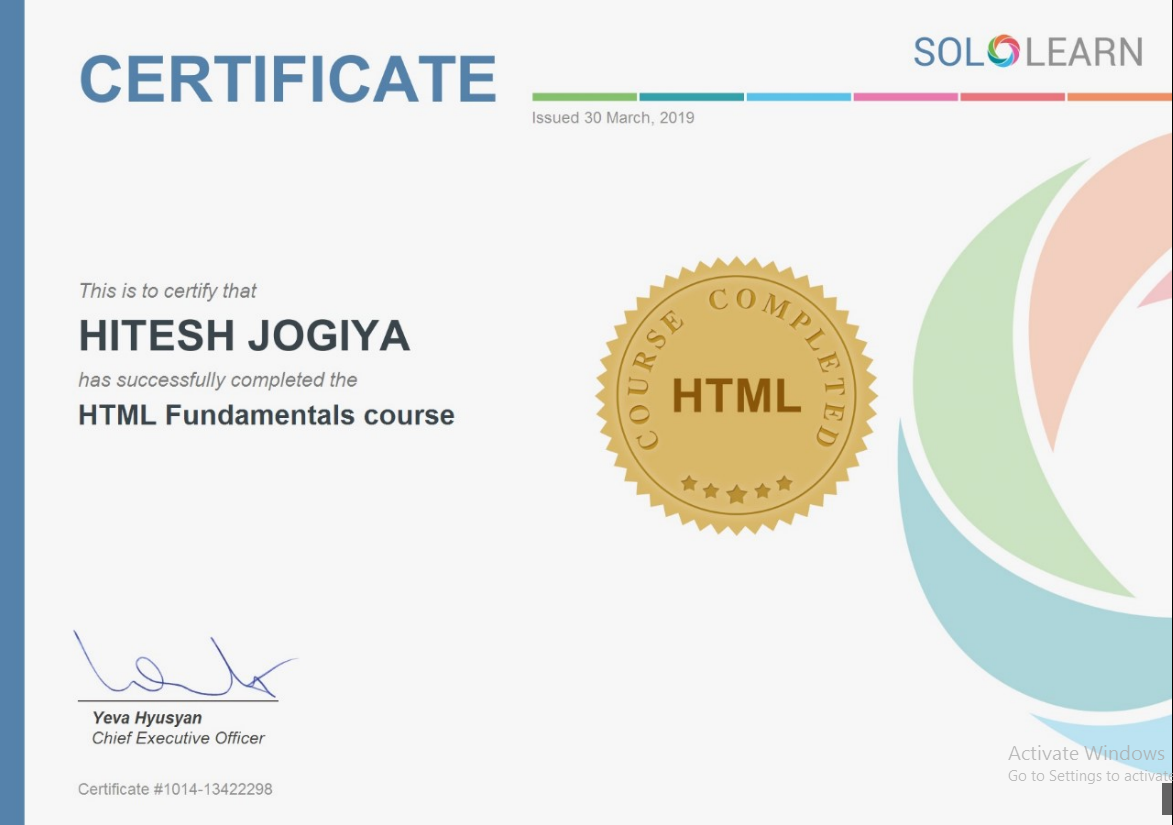 CERTIFICATE
SOLOLEARN
Issued 30 March, 2019
This is to certify that
HITESH JOGIYA
has successfully completed the
HTML Fundamentals course
COURSE COMPLETED
HTML
Yeva Hyusyan
Chief Executive Officer
Certificate #1014-13422298
Activate Windows
Go to Settings to activate